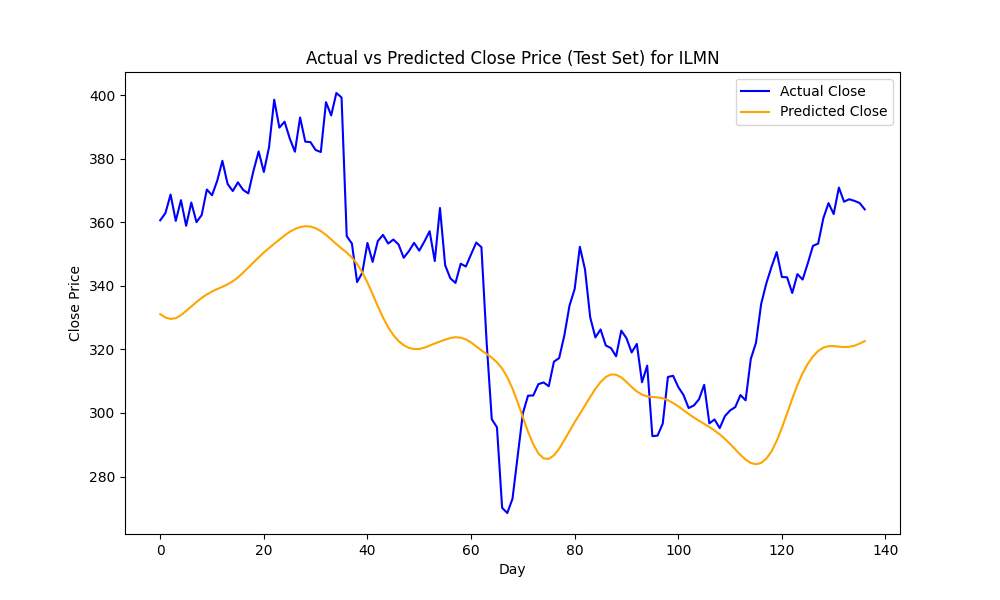 Actual vs Predicted Close Price (Test Set) for ILMN
Actual Close
Predicted Close
Close Price
400
380
360
340
320
300
280
0 20 40 60 80 100 120 140
Day